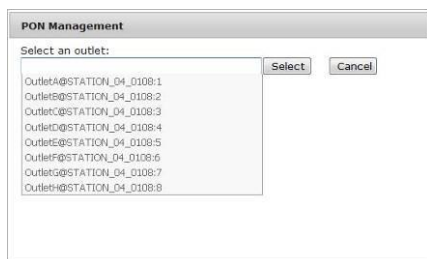 PON Management
Select an outlet:
Select Cancel
OutletA@STATION_04_0108:1
OutletB@STATION_04_0108:2
OutletC@STATION_04_0108:3
OutletD@STATION_04_0108:4
OutletE@STATION_04_0108:5
OutletF@STATION_04_0108:6
OutletG@STATION_04_0108:7
OutletH@STATION_04_0108:8